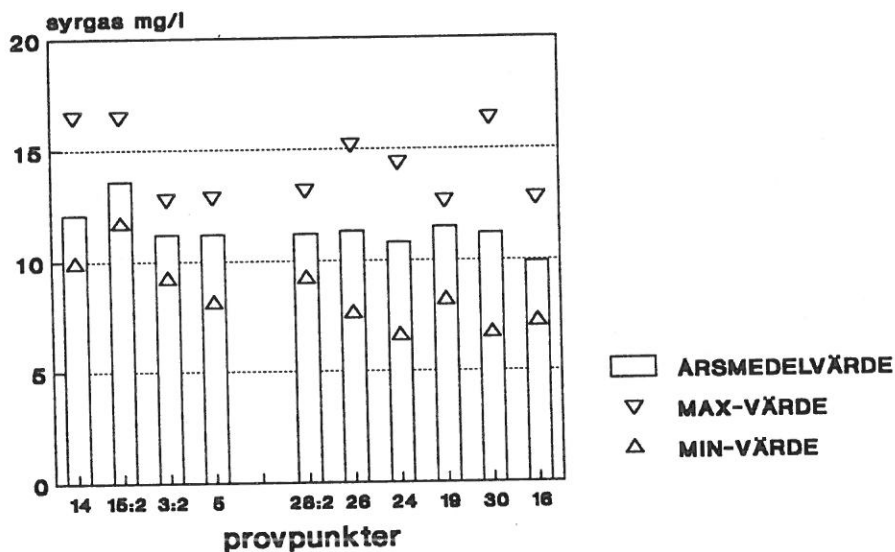 syrgas mg/l
20
15
10
5
0
14 15:2 3:2 5 28:2 26 24 19 30 16
provpunkter
ÅRSMEDELVÄRDE
MAX-VÄRDE
MIN-VÄRDE